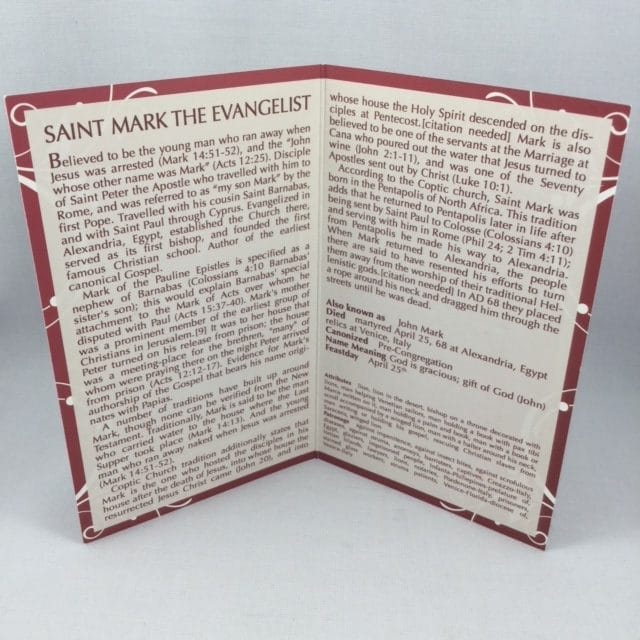 SAINT MARK THE EVANGELIST
Believed to be the young man who ran away when
Jesus was arrested (Mark 14:51-52), and the "John
whose other name was Mark" (Acts 12:25). Disciple
of Saint Peter the Apostle who travelled with him to
Rome, and was referred to as "my son Mark" by the
first Pope. Travelled with his cousin Saint Barnabas,
and with Saint Paul through Cyprus. Evangelized in
Alexandria, Egypt, established the Church there,
served as its first bishop, and founded the first
famous Christian school. Author of the earliest
canonical Gospel.
Mark of the Pauline Epistles is specified as a
nephew of Barnabas (Colossians 4:10 Barnabas'
sister's son); this would explain Barnabas' special
attachment to the Mark of Acts over whom he
disputed with Paul (Acts 15:37-40). Mark's mother
was a prominent member of the earliest group of
Christians in Jerusalem.[9] It was to her house that
Peter turned on his release from prison; the house
was a meeting-place for the brethren, "many" of
whom were praying there on the night Peter arrived
from prison (Acts 12:12-17). Evidence for Mark's
authorship of the Gospel that bears his name origi-
nates with Papias.
A number of traditions have built up around
Mark, though none can be verified from the New
Testament. Traditionally Mark is said to be the man
who carried water to the house where the Last
Supper took place (Mark 14:13). And the young
man who ran away naked when Jesus was arrested
(Mark 14:51-52).
Coptic Church tradition additionally states that
Mark is the one who hosted the disciples in his
house after the death of Jesus, into whose house the
resurrected Jesus Christ came (John 20), and into
whose house the Holy Spirit descended on the dis-
ciples at Pentecost.[citation needed] Mark is also
believed to be one of the servants at the Marriage at
Cana who poured out the water that Jesus turned to
wine (John 2:1-11), and was one of the Seventy
Apostles sent out by Christ (Luke 10:1).
According to the Coptic church, Saint Mark was
born in the Pentapolis of North Africa. This tradition
adds that he returned to Pentapolis later in life after
being sent by Saint Paul to Colosse (Colossians 4:10)
and serving with him in Rome (Phil 24; 2 Tim 4:11);
from Pentapolis he made his way to Alexandria.
When Mark returned to Alexandria, the people
there are said to have resented his efforts to turn
them away from the worship of their traditional Hel-
lenistic gods.[citation needed] In AD 68 they placed
a rope around his neck and dragged him through the
streets until he was dead.
Also known as John Mark
Died martyred April 25, 68 at Alexandria, Egypt
relics at Venice, Italy
Canonized Pre-Congregation
Name Meaning God is gracious; gift of God (John)
Feastday April 25th
Attributes lion, lion in the desert, bishop on a throne decorated with
lions, man helping Venetian sailors, man holding a book with pax tibi